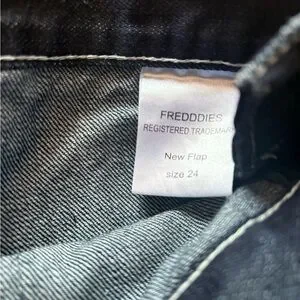 FREDDDIES
REGISTERED TRADEMARK
New Flap
size 24